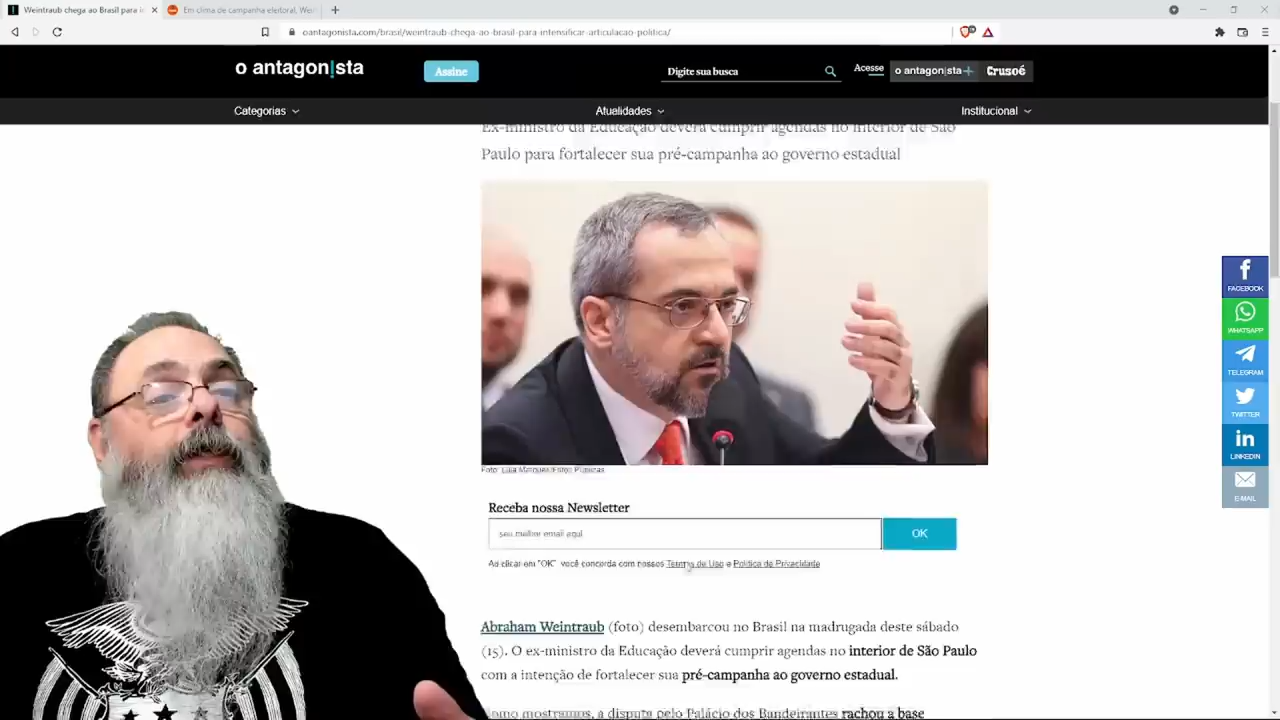 Weintraub chega ao Brasil para in
Em clima de campanha eleitoral, Wei
oantagonista.com/brasil/weintraub-chega-ao-brasil-para-intensificar-articulacao-politica/
o antagon!sta
Assine
Digite sua busca
Acesse
o antagon!sta+
Crusoé
Categorias
Atualidades
Institucional
Ex-ministro da Educação deverá cumprir agendas no interior de São
Paulo para fortalecer sua pré-campanha ao governo estadual
FACEBOOK
WHATSAPP
TELEGRAM
TWITTER
LINKEDIN
E-MAIL
Receba nossa Newsletter
seu melhor email aqui
OK
Ao clicar em "OK" você concorda com nossos Termos de Uso e Política de Privacidade
Abraham Weintraub (foto) desembarcou no Brasil na madrugada deste sábado
(15). O ex-ministro da Educação deverá cumprir agendas no interior de São Paulo
com a intenção de fortalecer sua pré-campanha ao governo estadual.
Como mostramos, a disputa pelo Palácio dos Bandeirantes rachou a base